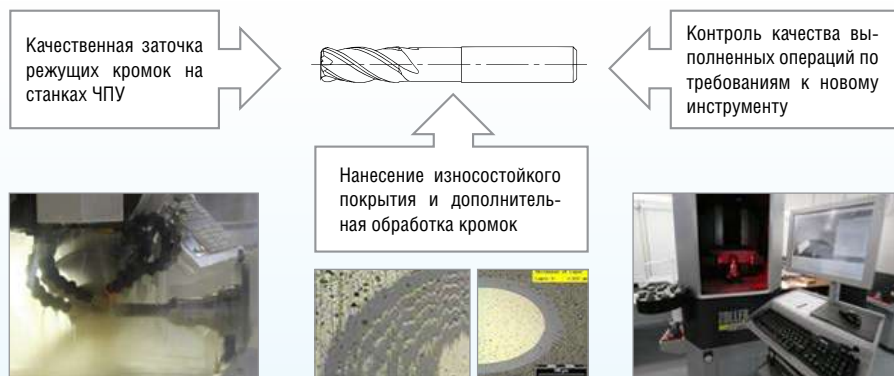 Качественная заточка
режущих кромок на
станках ЧПУ
Контроль качества вы-
полненных операций по
требованиям к новому
инструменту
Нанесение износостойкого
покрытия и дополнитель-
ная обработка кромок